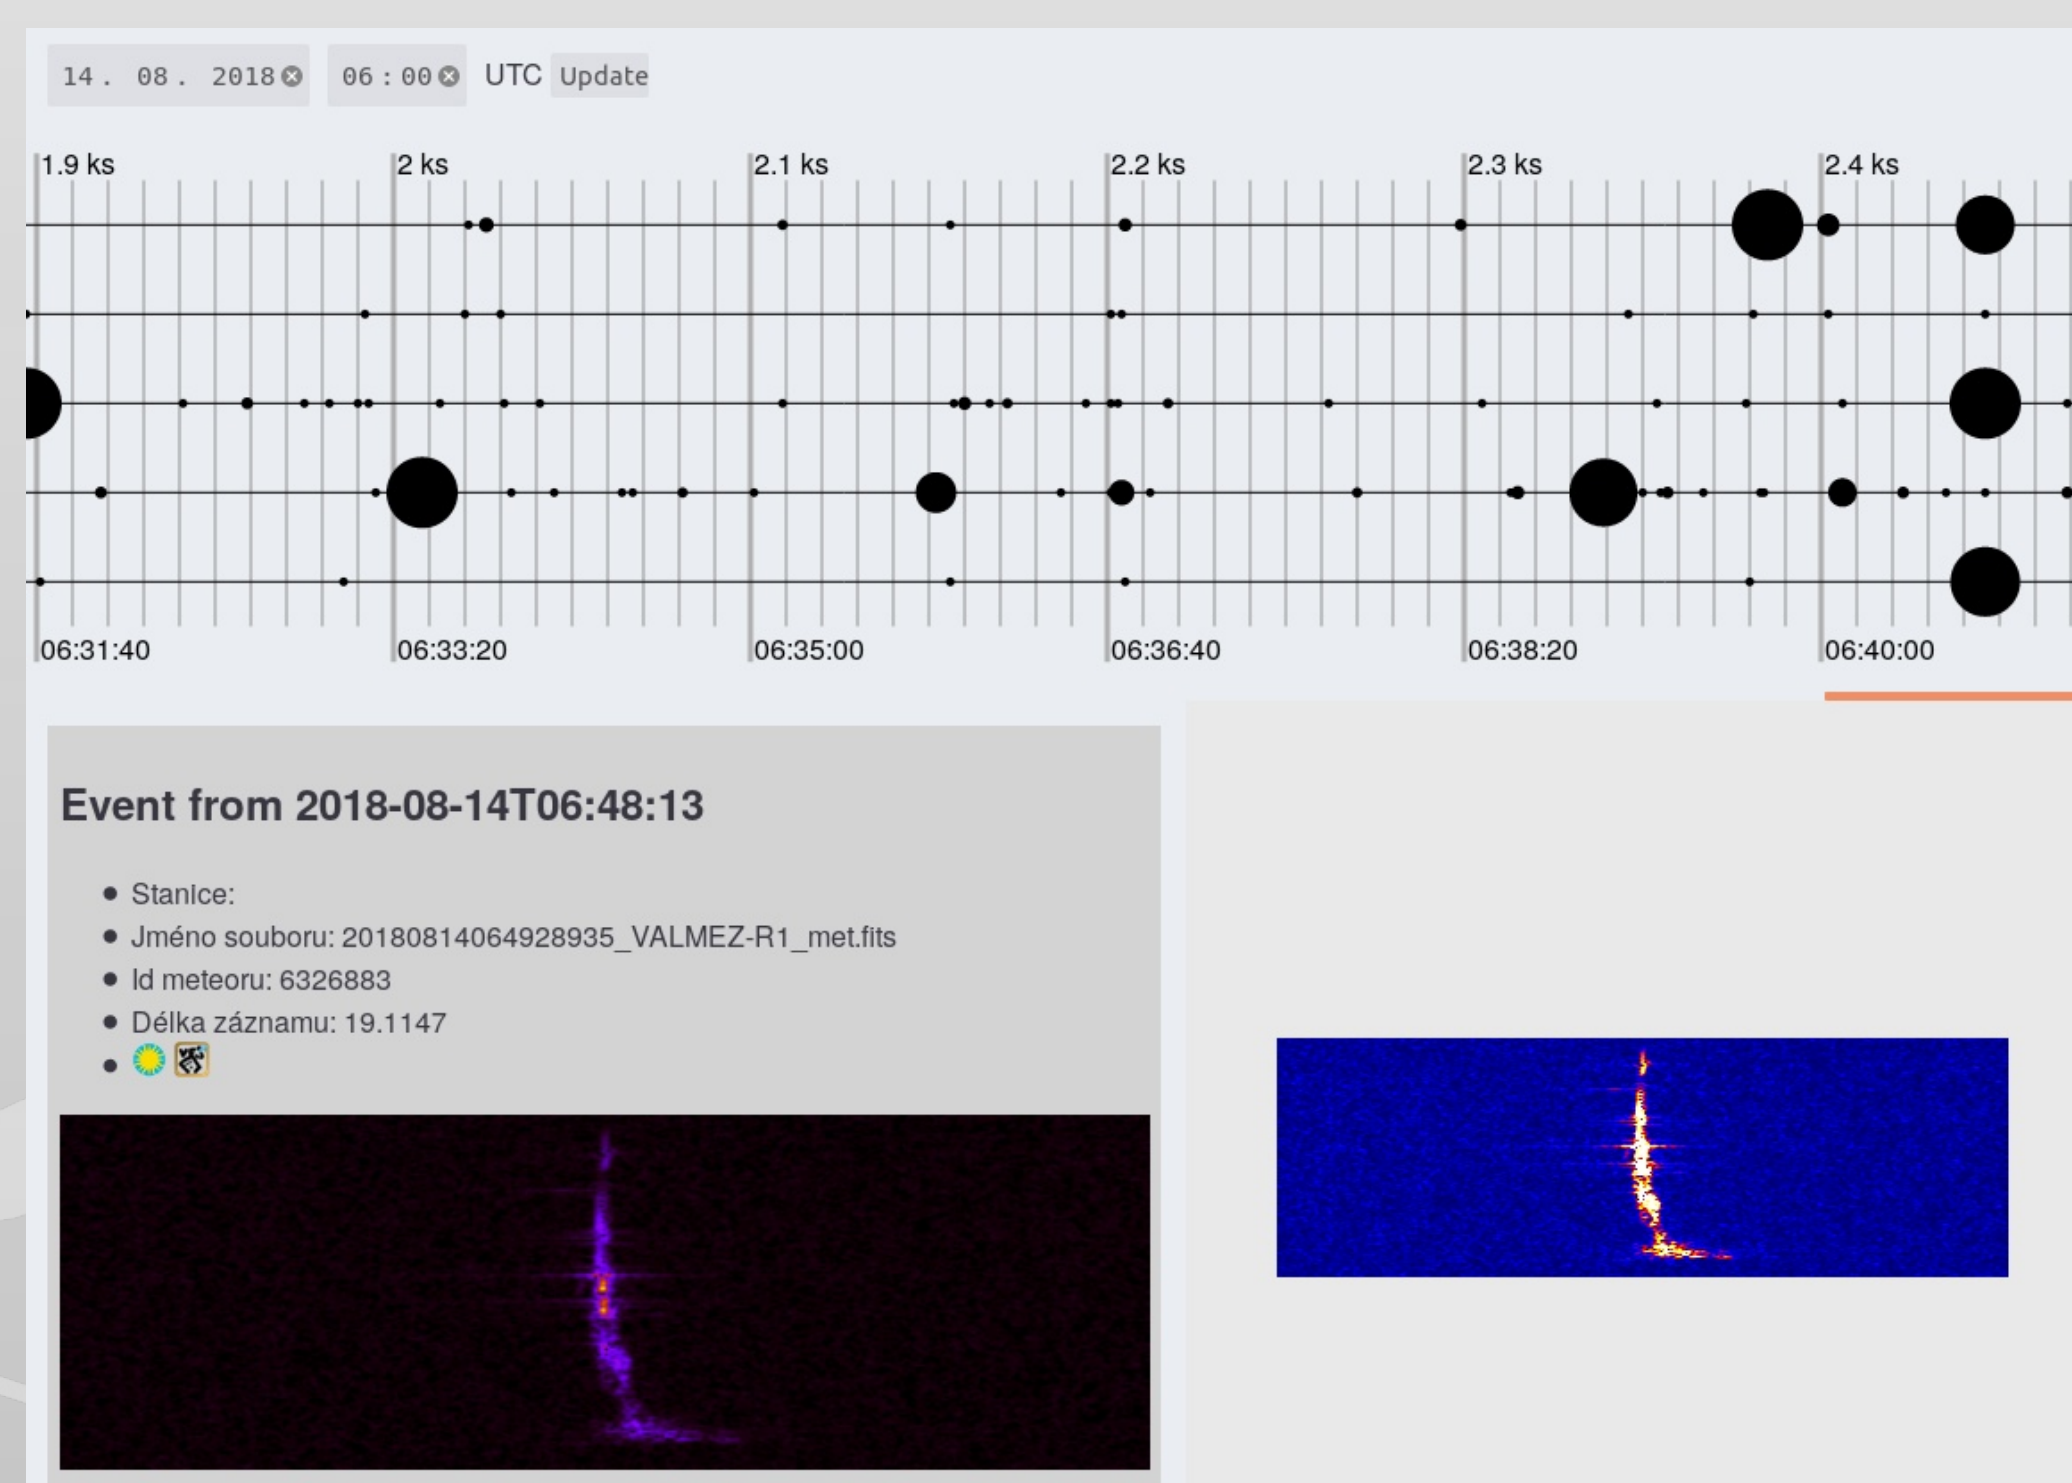 14. 08. 2018 06:00 UTC Update
1.9 ks 2 ks 2.1 ks 2.2 ks 2.3 ks 2.4 ks
06:31:40 06:33:20 06:35:00 06:36:40 06:38:20 06:40:00
Event from 2018-08-14T06:48:13
Stanice:
Jméno souboru: 20180814064928935_VALMEZ-R1_met.fits
Id meteoru: 6326883
Délka záznamu: 19.1147